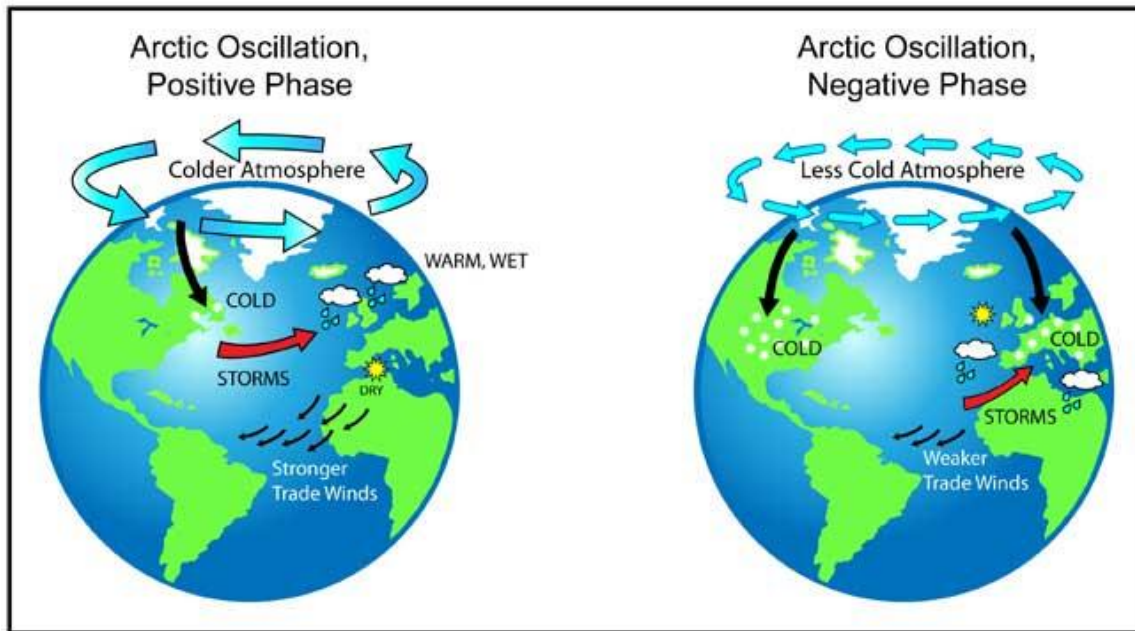 Arctic Oscillation,
Positive Phase
Colder Atmosphere
WARM, WET
COLD
STORMS
DRY
Stronger
Trade Winds
Arctic Oscillation,
Negative Phase
Less Cold Atmosphere
COLD
COLD
STORMS
Weaker
Trade Winds